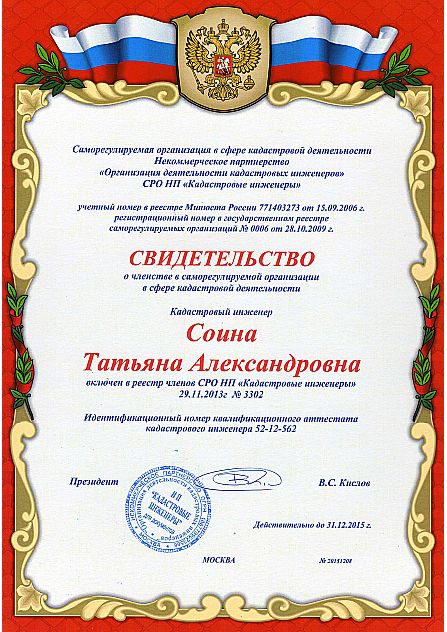 Саморегулируемая организация в сфере кадастровой деятельности
Некоммерческое партнерство
«Организация деятельности кадастровых инженеров»
СРО НП «Кадастровые инженеры»
учетный номер в реестре Минюста России 771403273 от 15.09.2006 г.
регистрационный номер в государственном реестре
саморегулируемых организаций № 0006 от 28.10.2009 г.
СВИДЕТЕЛЬСТВО
о членстве в саморегулируемой организации
в сфере кадастровой деятельности
Кадастровый инженер
Соина
Татьяна Александровна
включен в реестр членов СРО НП «Кадастровые инженеры»
29.11.2013г № 3302
Идентификационный номер квалификационного аттестата
кадастрового инженера 52-12-562
Президент В.С. Кислов
НП
"КАДАСТРОВЫЕ
ИНЖЕНЕРЫ"
для документов
Действительно до 31.12.2015 г.
МОСКВА № 20151208